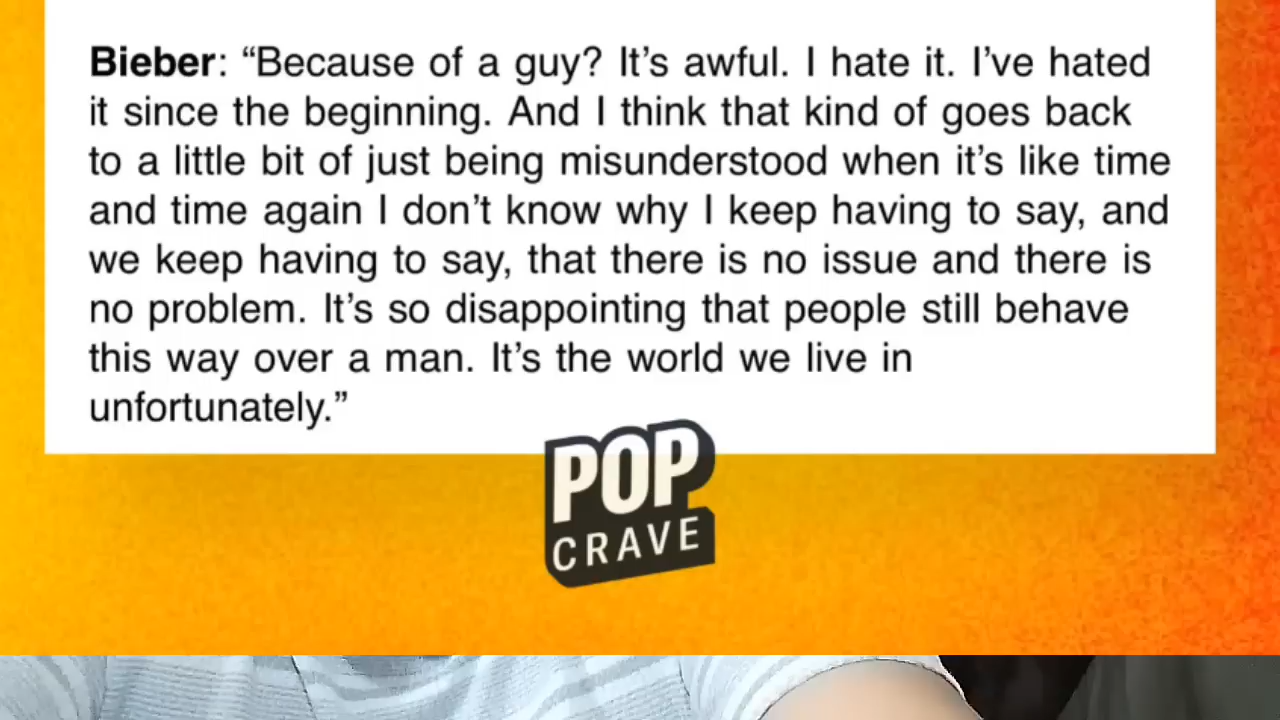 Bieber: “Because of a guy? It’s awful. I hate it. I’ve hated
it since the beginning. And I think that kind of goes back
to a little bit of just being misunderstood when it’s like time
and time again I don’t know why I keep having to say, and
we keep having to say, that there is no issue and there is
no problem. It’s so disappointing that people still behave
this way over a man. It’s the world we live in
unfortunately.”
POP
CRAVE